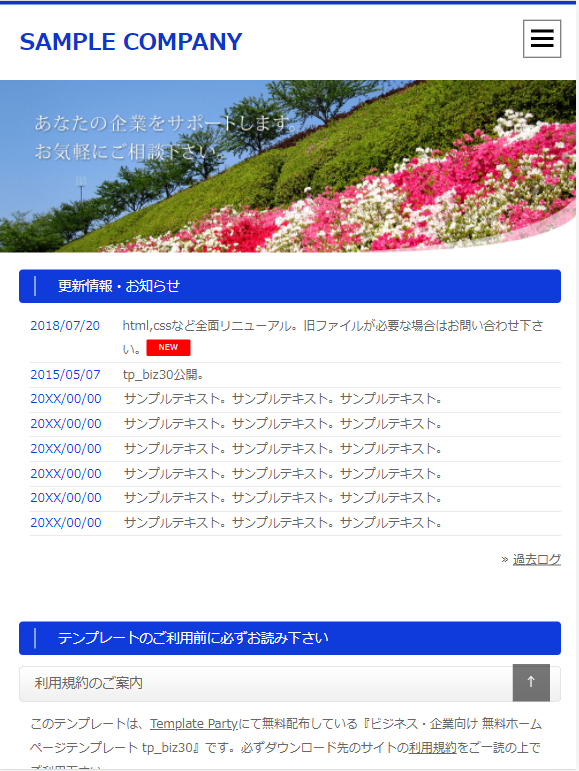 SAMPLE COMPANY
あなたの企業をサポートします。
お気軽にご相談下さい。
更新情報・お知らせ
2018/07/20 html,cssなど全面リニューアル。旧ファイルが必要な場合はお問い合わせ下さ
い。 NEW
2015/05/07 tp_biz30公開。
20XX/00/00 サンプルテキスト。サンプルテキスト。サンプルテキスト。
20XX/00/00 サンプルテキスト。サンプルテキスト。サンプルテキスト。
20XX/00/00 サンプルテキスト。サンプルテキスト。サンプルテキスト。
20XX/00/00 サンプルテキスト。サンプルテキスト。サンプルテキスト。
20XX/00/00 サンプルテキスト。サンプルテキスト。サンプルテキスト。
20XX/00/00 サンプルテキスト。サンプルテキスト。サンプルテキスト。
» 過去ログ
テンプレートのご利用前に必ずお読み下さい
利用規約のご案内 ↑
このテンプレートは、Template Partyにて無料配布している『ビジネス・企業向け 無料ホーム
ページテンプレート tp_biz30』です。必ずダウンロード先のサイトの利用規約をご一読の上で